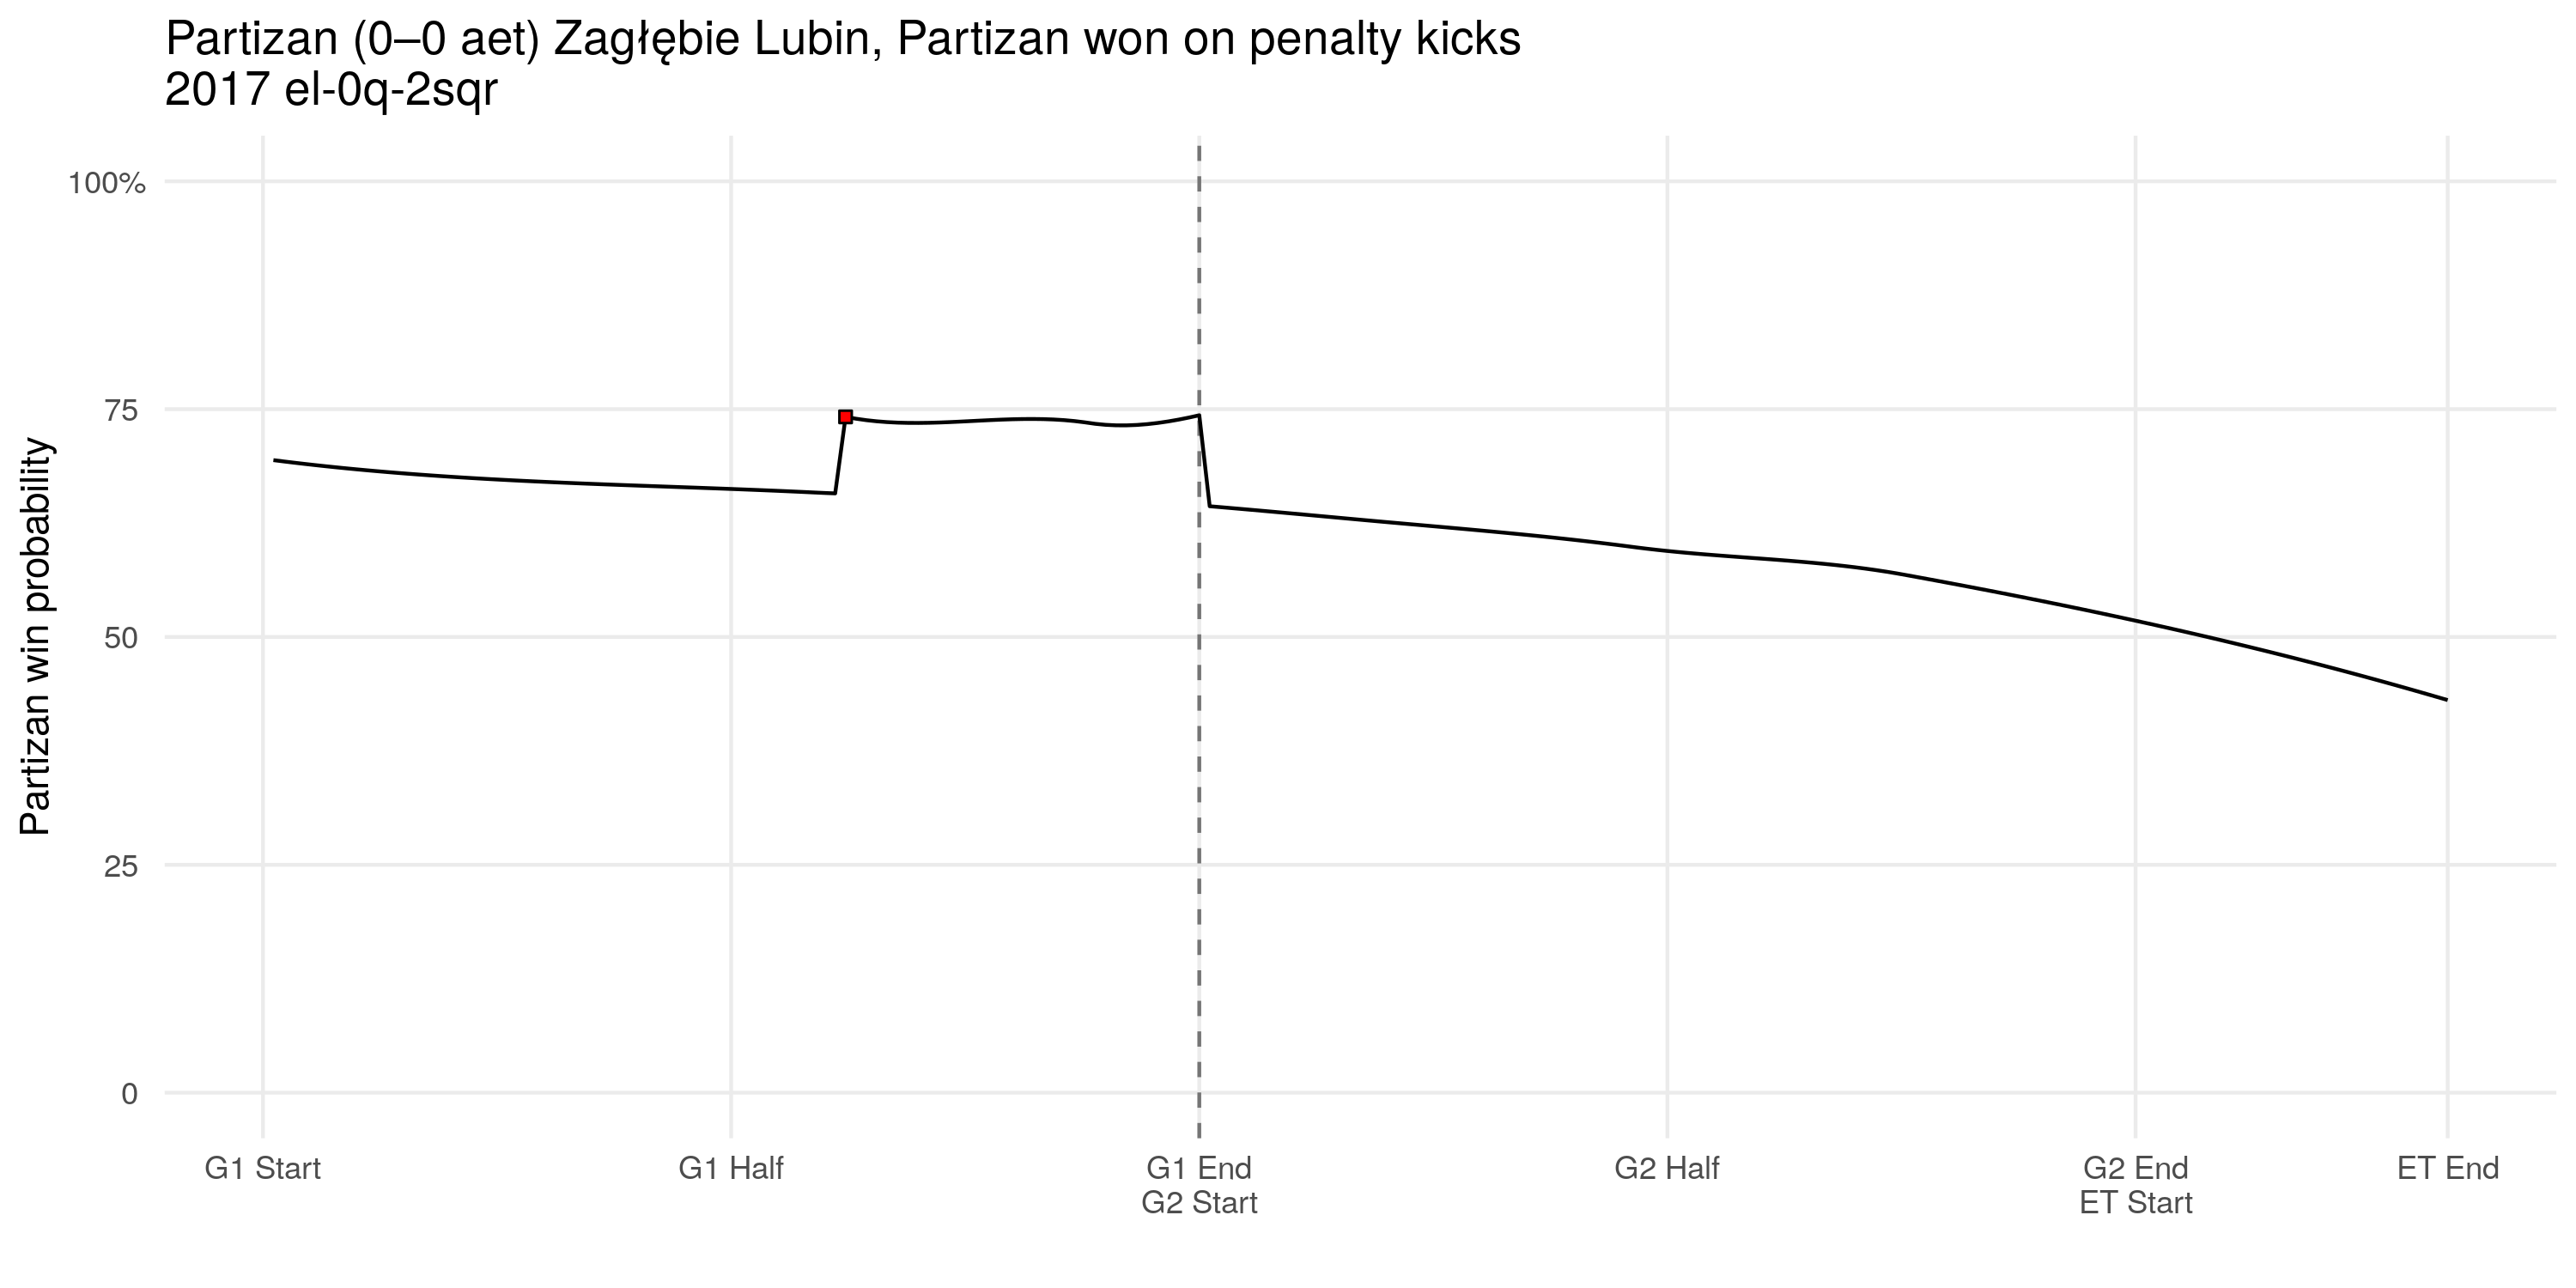 Partizan (0–0 aet) Zagłębie Lubin, Partizan won on penalty kicks
2017 el-0q-2sqr
Partizan win probability
100%
75
50
25
0
G1 Start
G1 Half
G1 End
G2 Start
G2 Half
G2 End
ET Start
ET End